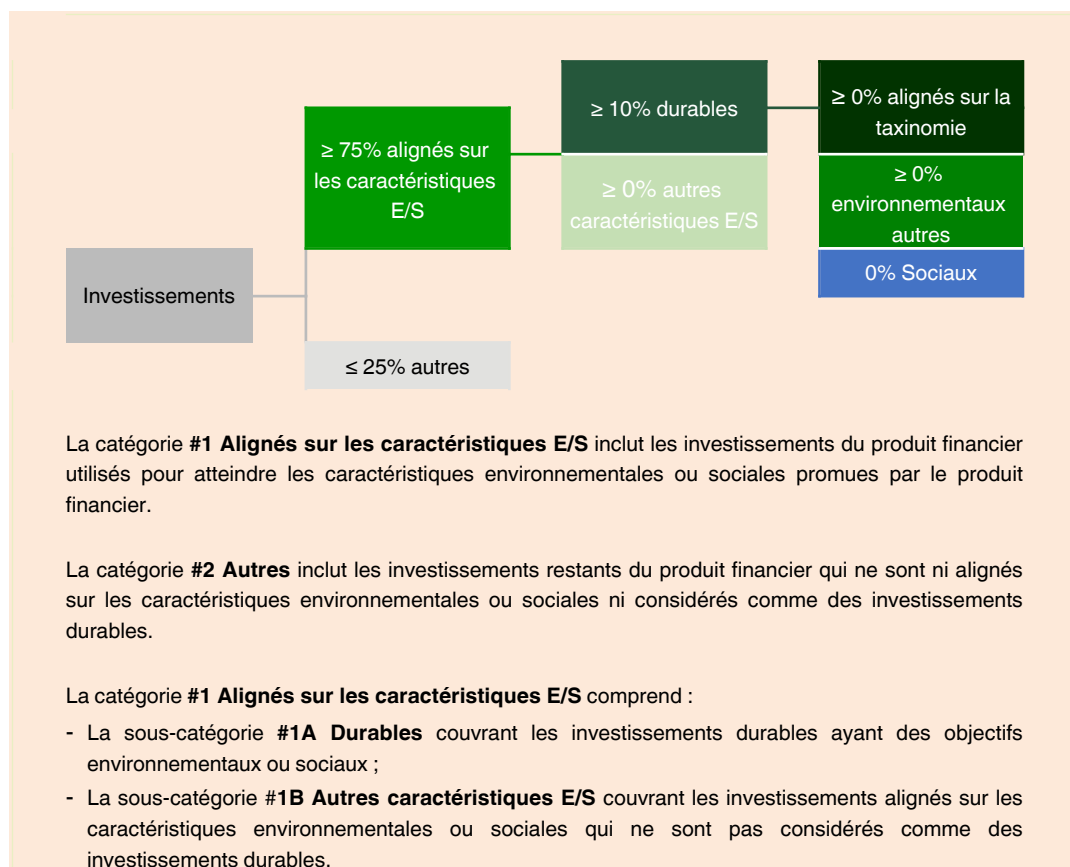 ≥ 10% durables
≥ 0% alignés sur la
taxinomie
≥ 75% alignés sur
les caractéristiques
E/S
≥ 0% autres
caractéristiques E/S
≥ 0%
environnementaux
autres
0% Sociaux
Investissements
≤ 25% autres
La catégorie #1 Alignés sur les caractéristiques E/S inclut les investissements du produit financier
utilisés pour atteindre les caractéristiques environnementales ou sociales promues par le produit
financier.
La catégorie #2 Autres inclut les investissements restants du produit financier qui ne sont ni alignés
sur les caractéristiques environnementales ou sociales ni considérés comme des investissements
durables.
La catégorie #1 Alignés sur les caractéristiques E/S comprend :
- La sous-catégorie #1A Durables couvrant les investissements durables ayant des objectifs
environnementaux ou sociaux ;
- La sous-catégorie #1B Autres caractéristiques E/S couvrant les investissements alignés sur les
caractéristiques environnementales ou sociales qui ne sont pas considérés comme des
investissements durables.